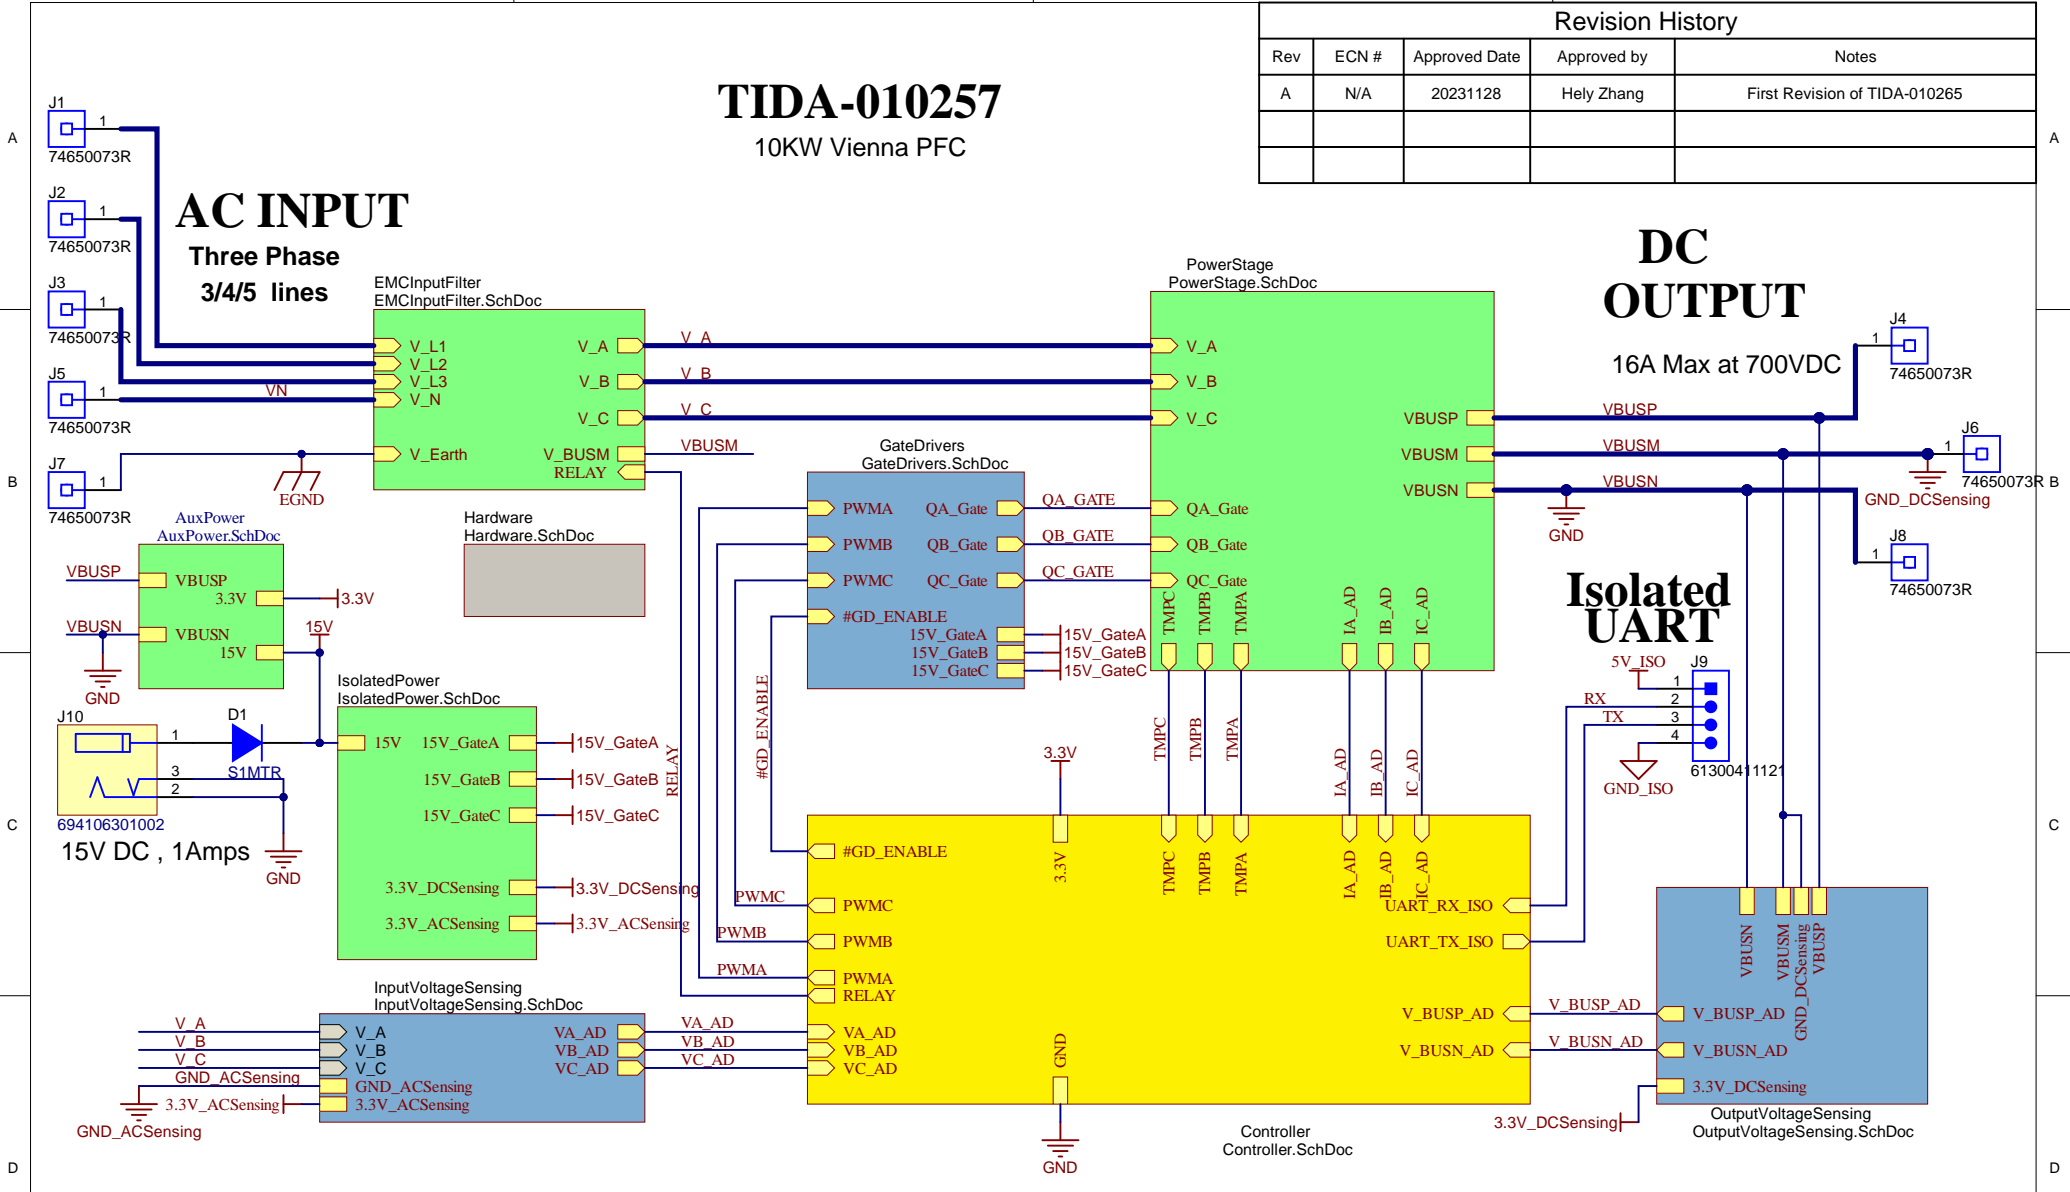 Revision History
Rev ECN # Approved Date Approved by Notes
A N/A 20231128 Hely Zhang First Revision of TIDA-010265
TIDA-010257
10KW Vienna PFC
A
A
B
B
C
C
D
D
J1
1
74650073R
J2
1
74650073R
J3
1
74650073R
J5
1
74650073R
VN
J7
1
74650073R
EGND
AC INPUT
Three Phase
3/4/5 lines
EMCInputFilter
EMCInputFilter.SchDoc
V_L1
V_L2
V_L3
V_N
V_Earth
V_A
V_B
V_C
V_BUSM
RELAY
V_A
V_B
V_C
VBUSM
PowerStage
PowerStage.SchDoc
V_A
V_B
V_C
QA_Gate
QB_Gate
QC_Gate
VBUSP
VBUSM
VBUSN
TMPC
TMPB
TMPA
IA_AD
IB_AD
IC_AD
DC
OUTPUT
16A Max at 700VDC
VBUSP
VBUSM
VBUSN
J4
1
74650073R
J6
1
74650073R
GND_DCSensing
GND
J8
1
74650073R
GateDrivers
GateDrivers.SchDoc
PWMA
PWMB
PWMC
#GD_ENABLE
QA_Gate
QB_Gate
QC_Gate
15V_GateA
15V_GateB
15V_GateC
QA_GATE
QB_GATE
QC_GATE
15V_GateA
15V_GateB
15V_GateC
Hardware
Hardware.SchDoc
AuxPower
AuxPower.SchDoc
VBUSP
VBUSN
VBUSP
3.3V
VBUSN
15V
3.3V
15V
GND
IsolatedPower
IsolatedPower.SchDoc
15V
15V_GateA
15V_GateB
15V_GateC
3.3V_DCSensing
3.3V_ACSensing
15V_GateA
15V_GateB
15V_GateC
3.3V_DCSensing
3.3V_ACSensing
J10
1
3
2
D1
S1MTR
694106301002
15V DC , 1Amps
GND
Isolated
UART
5V_ISO
J9
1
2
3
4
RX
TX
GND_ISO
61300411121
RELAY
#GD_ENABLE
PWMC
PWMB
PWMA
TMPC
TMPB
TMPA
IA_AD
IB_AD
IC_AD
3.3V
3.3V
TMPC
TMPB
TMPA
IA_AD
IB_AD
IC_AD
#GD_ENABLE
PWMC
PWMB
PWMA
RELAY
VA_AD
VB_AD
VC_AD
UART_RX_ISO
UART_TX_ISO
V_BUSP_AD
V_BUSN_AD
GND
GND
Controller
Controller.SchDoc
InputVoltageSensing
InputVoltageSensing.SchDoc
V_A
V_B
V_C
GND_ACSensing
3.3V_ACSensing
GND_ACSensing
V_A
V_B
V_C
GND_ACSensing
3.3V_ACSensing
VA_AD
VB_AD
VC_AD
VA_AD
VB_AD
VC_AD
V_BUSP_AD
V_BUSN_AD
VBUSN
VBUSM
GND_DCSensing
VBUSP
V_BUSP_AD
V_BUSN_AD
3.3V_DCSensing
3.3V_DCSensing
OutputVoltageSensing
OutputVoltageSensing.SchDoc